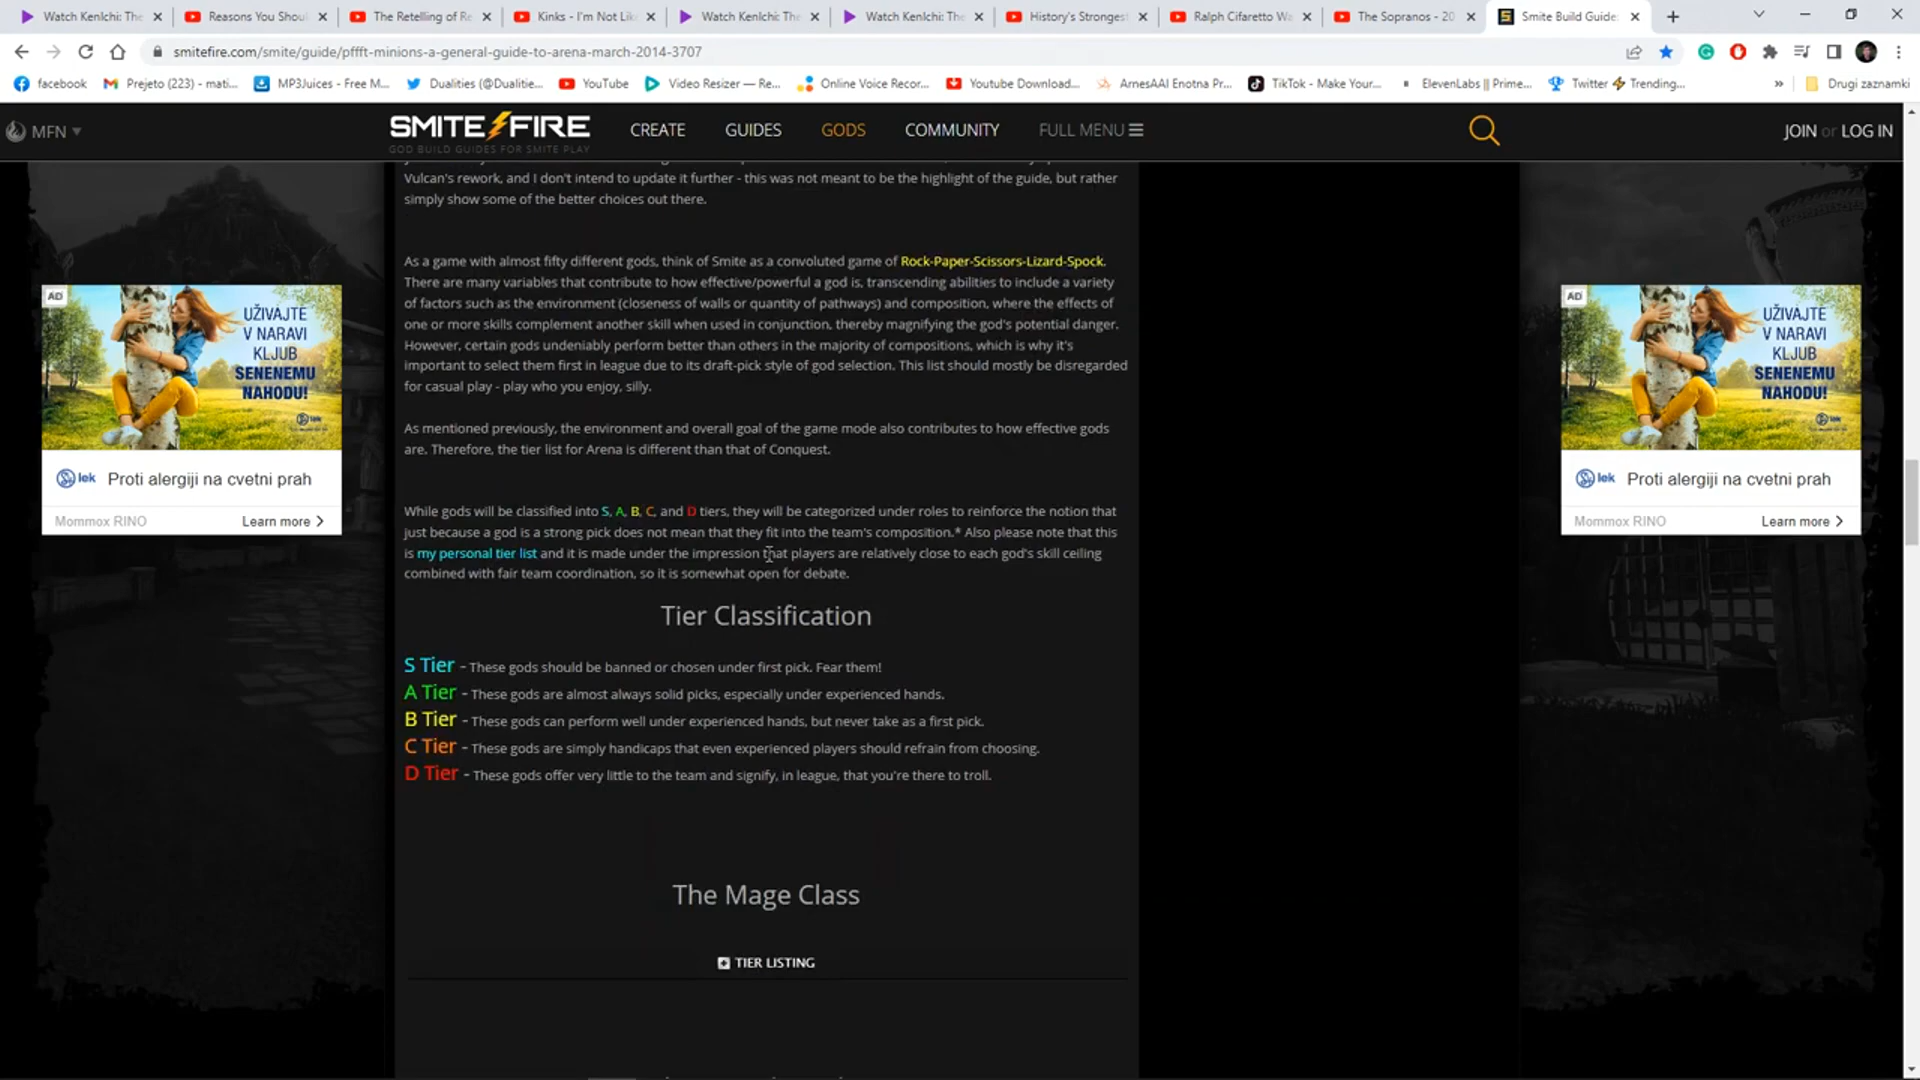 Watch KenIchi: The
Reasons You Shou
The Retelling of Re
Kinks - I'm Not Lik
Watch KenIchi: The
Watch KenIchi: The
History's Strongest
Ralph Cifaretto Wa
The Sopranos - 20
Smite Build Guide:
smitefire.com/smite/guide/pffft-minions-a-general-guide-to-arena-march-2014-3707
facebook
Prejeto (223) - mati...
MP3Juices - Free M...
Dualities (@Dualitie...
YouTube
Video Resizer — Re...
Online Voice Recor...
Youtube Download...
ArnesAAI Enotna Pr...
TikTok - Make Your...
ElevenLabs || Prime...
Twitter ⚡ Trending...
»
Drugi zaznamki
MFN
SMITE FIRE
GOD BUILD GUIDES FOR SMITE PLAY
CREATE
GUIDES
GODS
COMMUNITY
FULL MENU
JOIN or LOG IN
Vulcan's rework, and I don't intend to update it further - this was not meant to be the highlight of the guide, but rather
simply show some of the better choices out there.
As a game with almost fifty different gods, think of Smite as a convoluted game of Rock-Paper-Scissors-Lizard-Spock.
There are many variables that contribute to how effective/powerful a god is, transcending abilities to include a variety
of factors such as the environment (closeness of walls or quantity of pathways) and composition, where the effects of
one or more skills complement another skill when used in conjunction, thereby magnifying the god's potential danger.
However, certain gods undeniably perform better than others in the majority of compositions, which is why it's
important to select them first in league due to its draft-pick style of god selection. This list should mostly be disregarded
for casual play - play who you enjoy, silly.
As mentioned previously, the environment and overall goal of the game mode also contributes to how effective gods
are. Therefore, the tier list for Arena is different than that of Conquest.
While gods will be classified into S, A, B, C, and D tiers, they will be categorized under roles to reinforce the notion that
just because a god is a strong pick does not mean that they fit into the team's composition.* Also please note that this
is my personal tier list and it is made under the impression that players are relatively close to each god's skill ceiling
combined with fair team coordination, so it is somewhat open for debate.
Tier Classification
S Tier - These gods should be banned or chosen under first pick. Fear them!
A Tier - These gods are almost always solid picks, especially under experienced hands.
B Tier - These gods can perform well under experienced hands, but never take as a first pick.
C Tier - These gods are simply handicaps that even experienced players should refrain from choosing.
D Tier - These gods offer very little to the team and signify, in league, that you're there to troll.
The Mage Class
TIER LISTING
AD
UŽIVAJTE
V NARAVI
KLJUB
SENENEMU
NAHODU!
lek
lek Proti alergiji na cvetni prah
Mommox RINO
Learn more
AD
UŽIVAJTE
V NARAVI
KLJUB
SENENEMU
NAHODU!
lek
lek Proti alergiji na cvetni prah
Mommox RINO
Learn more